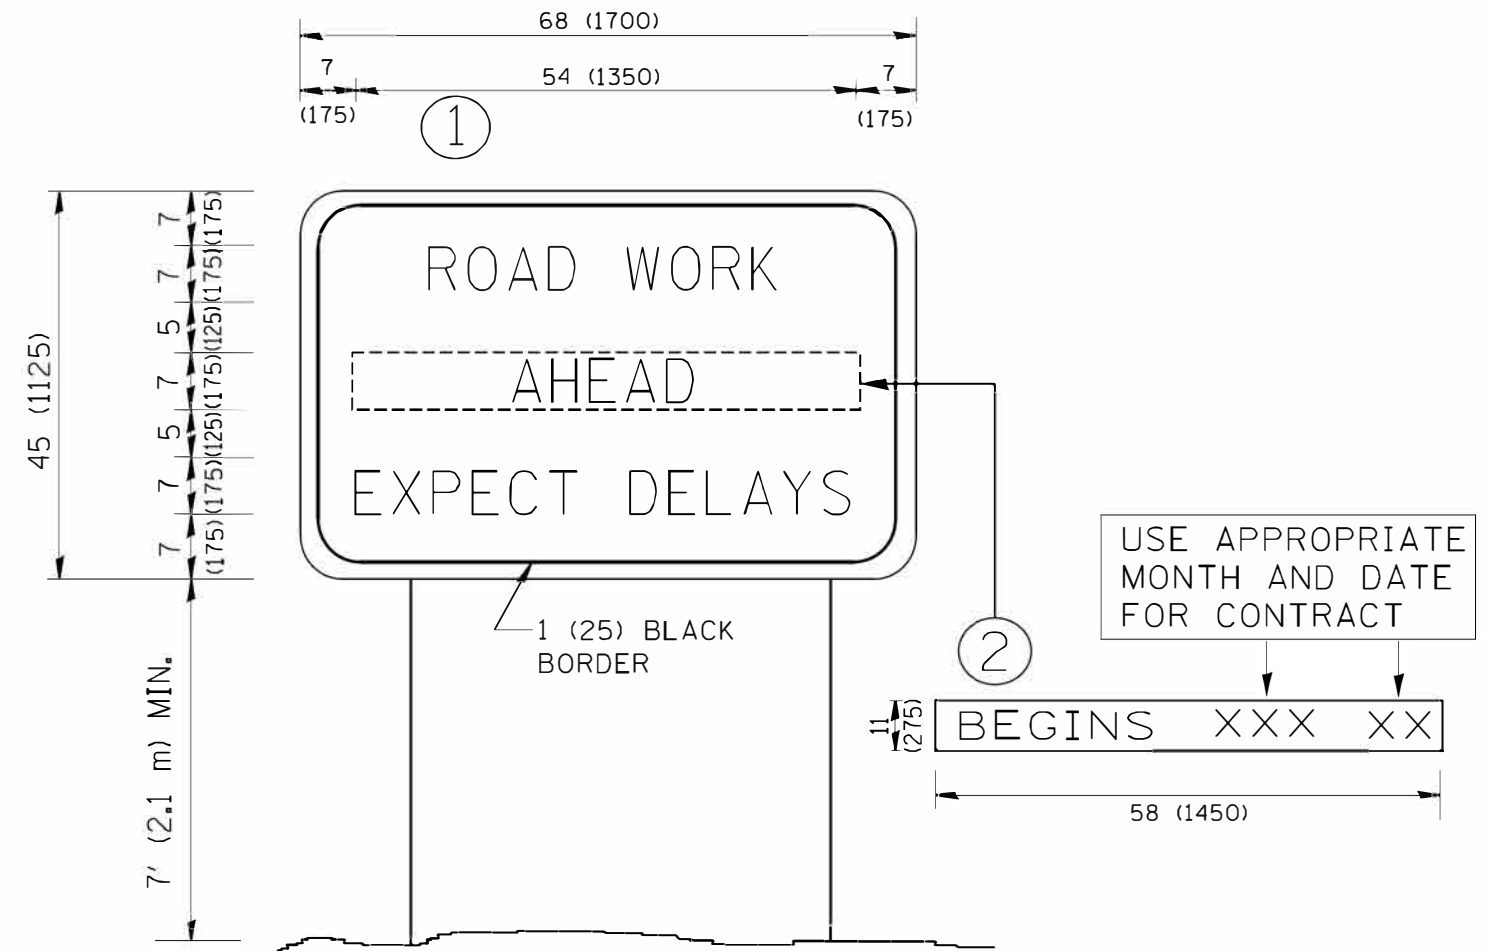 68 (1700)
7 54 (1350) 7
(175) (175)
1
7 (175)
7 (175)
5 (125)
7 (175)
5 (125)
7 (175)
7 (175)
45 (1125)
ROAD WORK
AHEAD
EXPECT DELAYS
1 (25) BLACK
BORDER
7' (2.1 m) MIN.
2
USE APPROPRIATE
MONTH AND DATE
FOR CONTRACT
11
(275)
BEGINS XXX XX
58 (1450)